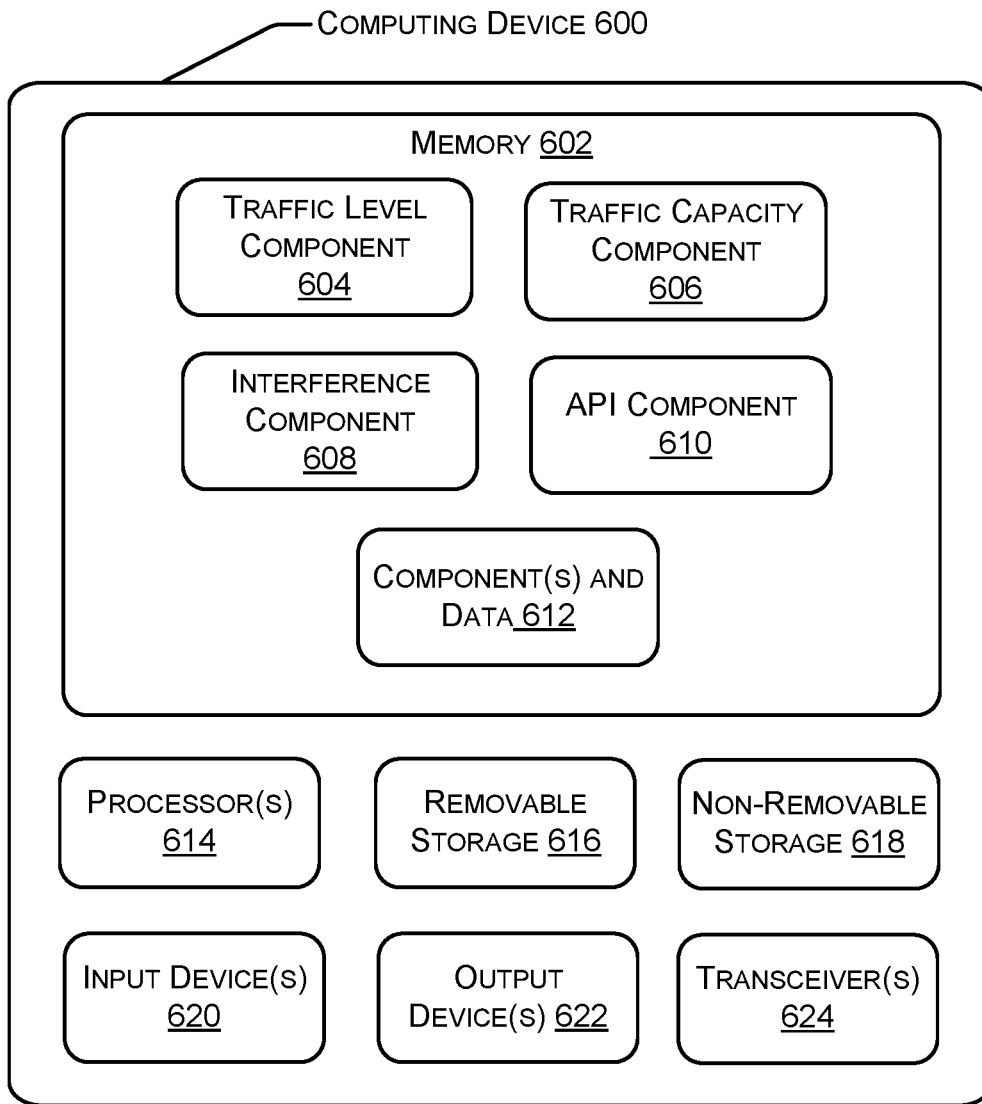 COMPUTING DEVICE 600
MEMORY 602
TRAFFIC LEVEL
COMPONENT
604
TRAFFIC CAPACITY
COMPONENT
606
INTERFERENCE
COMPONENT
608
API COMPONENT
610
COMPONENT(S) AND
DATA 612
PROCESSOR(S)
614
REMOVABLE
STORAGE 616
NON-REMOVABLE
STORAGE 618
INPUT DEVICE(S)
620
OUTPUT
DEVICE(S) 622
TRANSCEIVER(S)
624